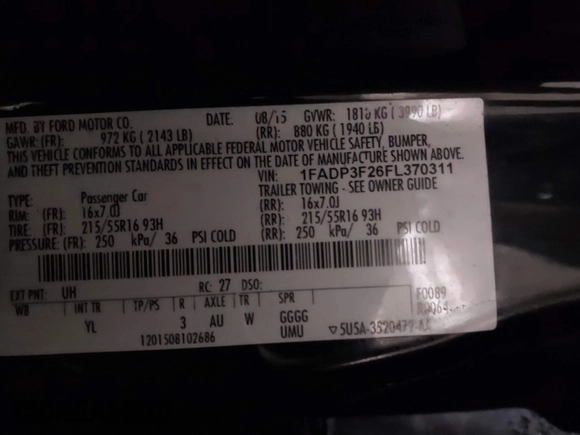 MFD. BY FORD MOTOR CO. DATE: 08/15 GVWR: 1810 KG ( 3990 LB)
GAWR: (FR): 972 KG ( 2143 LB) (RR): 880 KG ( 1940 LB)
THIS VEHICLE CONFORMS TO ALL APPLICABLE FEDERAL MOTOR VEHICLE SAFETY, BUMPER,
AND THEFT PREVENTION STANDARDS IN EFFECT ON THE DATE OF MANUFACTURE SHOWN ABOVE.
VIN: 1FADP3F26FL370311
TYPE: Passenger Car TRAILER TOWING - SEE OWNER GUIDE
RIM: (FR): 16x7.0J (RR): 16x7.0J
TIRE: (FR): 215/55R16 93H (RR): 215/55R16 93H
PRESSURE: (FR): 250 kPa/ 36 PSI COLD (RR): 250 kPa/ 36 PSI COLD
EXT PNT: UH RC: 27 DSO: F0089
WB INT TR TP/PS R AXLE TR SPR
YL 3 AU W GGGG
UMU
1201508102686